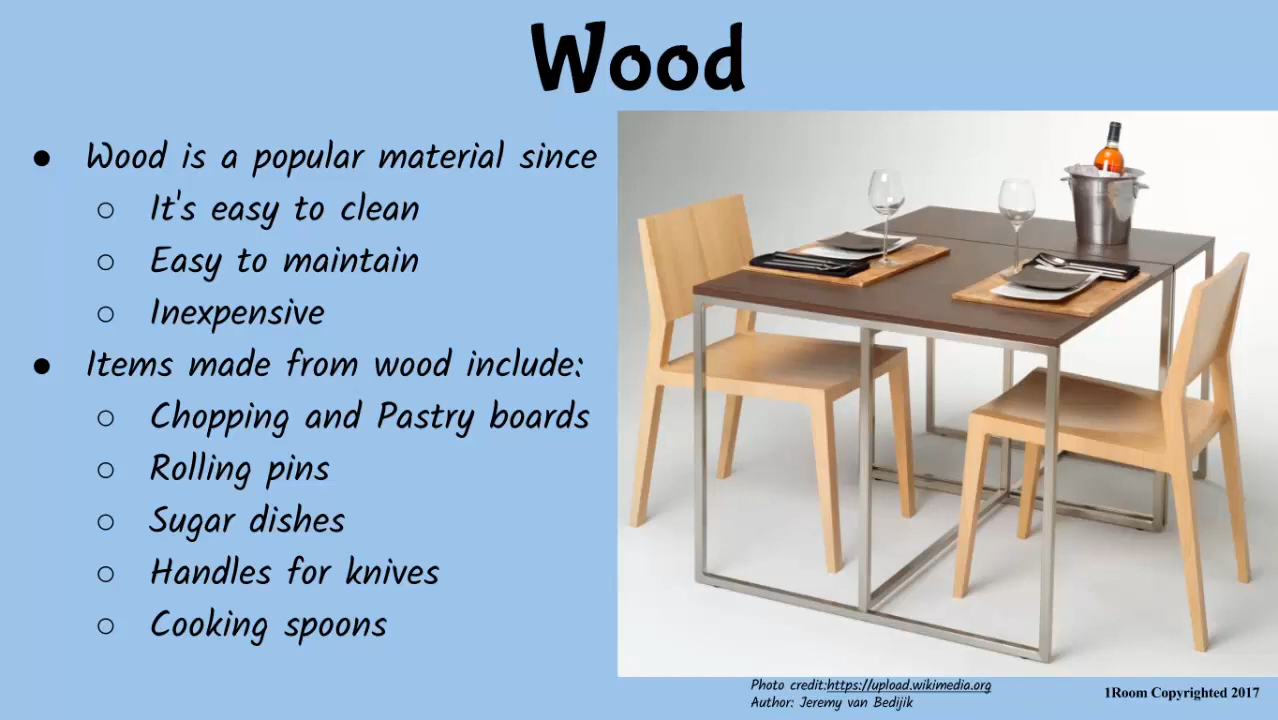 Wood
● Wood is a popular material since
○ It's easy to clean
○ Easy to maintain
○ Inexpensive
● Items made from wood include:
○ Chopping and Pastry boards
○ Rolling pins
○ Sugar dishes
○ Handles for knives
○ Cooking spoons
Photo credit:https://upload.wikimedia.org
Author: Jeremy van Bedijik
1Room Copyrighted 2017